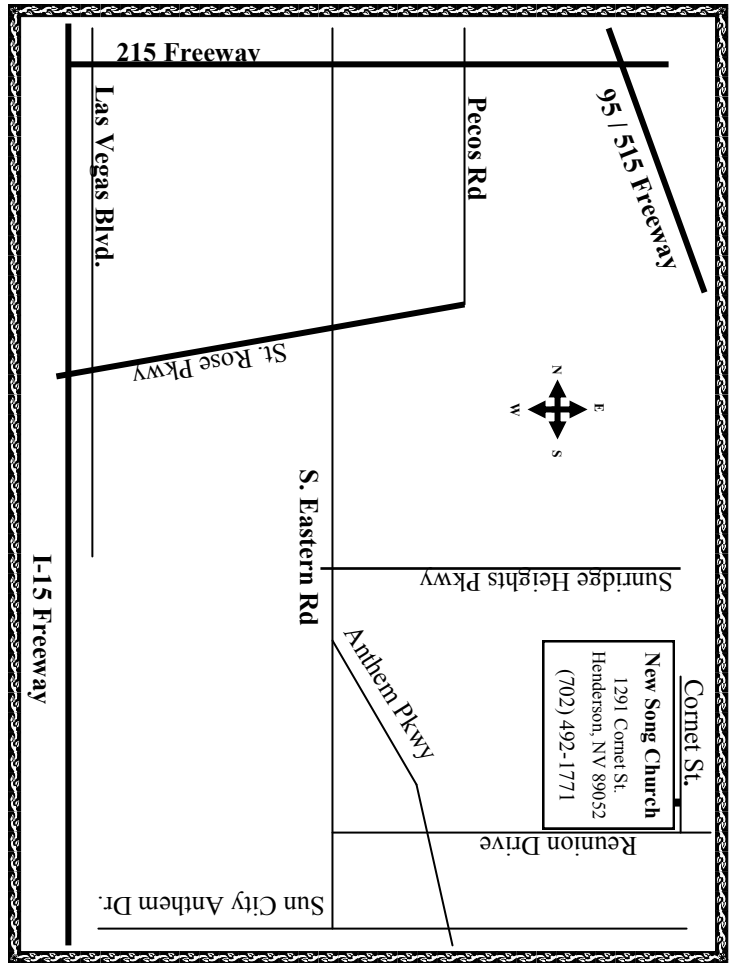 215 Freeway
95 / 515 Freeway
Las Vegas Blvd.
Pecos Rd
St. Rose Pkwy
N
W
E
S
S. Eastern Rd
I-15 Freeway
Sunridge Heights Pkwy
Anthem Pkwy
Cornet St.
New Song Church
1291 Cornet St.
Henderson, NV 89052
(702) 492-1771
Reunion Drive
Sun City Anthem Dr.